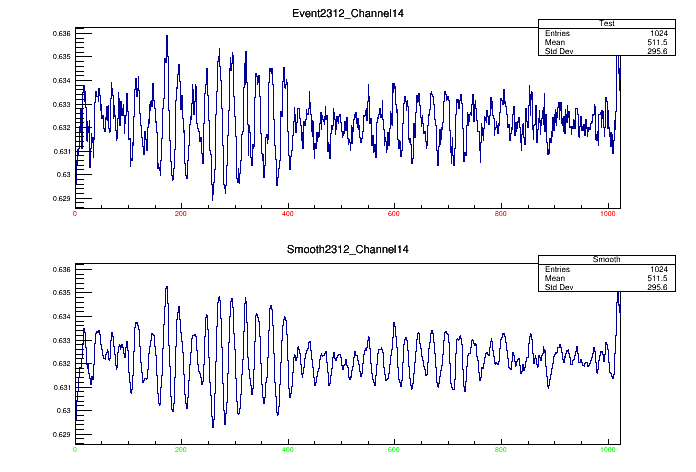 Event2312_Channel14
Test
Entries 1024
Mean 511.5
Std Dev 295.6
0.636
0.635
0.634
0.633
0.632
0.631
0.63
0.629
0 200 400 600 800 1000
Smooth2312_Channel14
Smooth
Entries 1024
Mean 511.5
Std Dev 295.6
0.636
0.635
0.634
0.633
0.632
0.631
0.63
0.629
0 200 400 600 800 1000